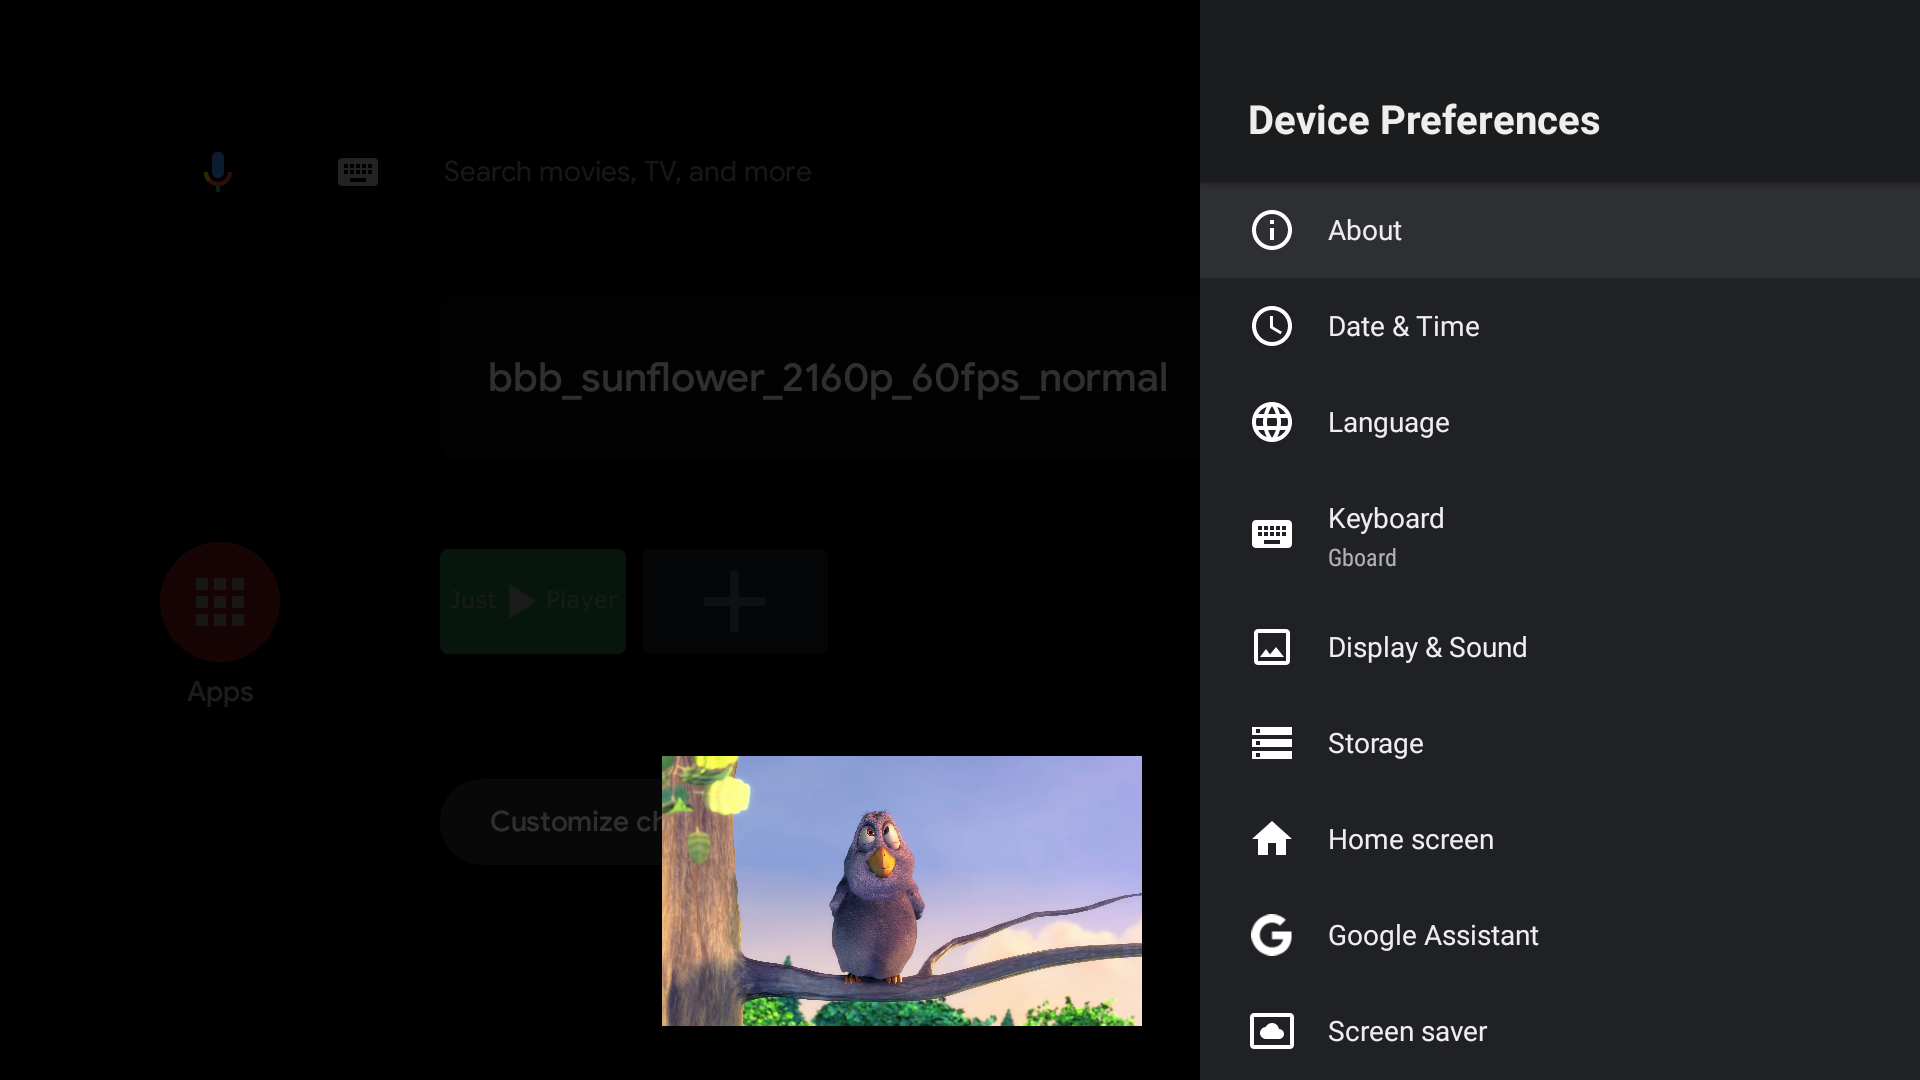 Search movies, TV, and more
bbb_sunflower_2160p_60fps_normal
Just Player
Apps
Customize ch
Device Preferences
About
Date & Time
Language
Keyboard
Gboard
Display & Sound
Storage
Home screen
Google Assistant
Screen saver